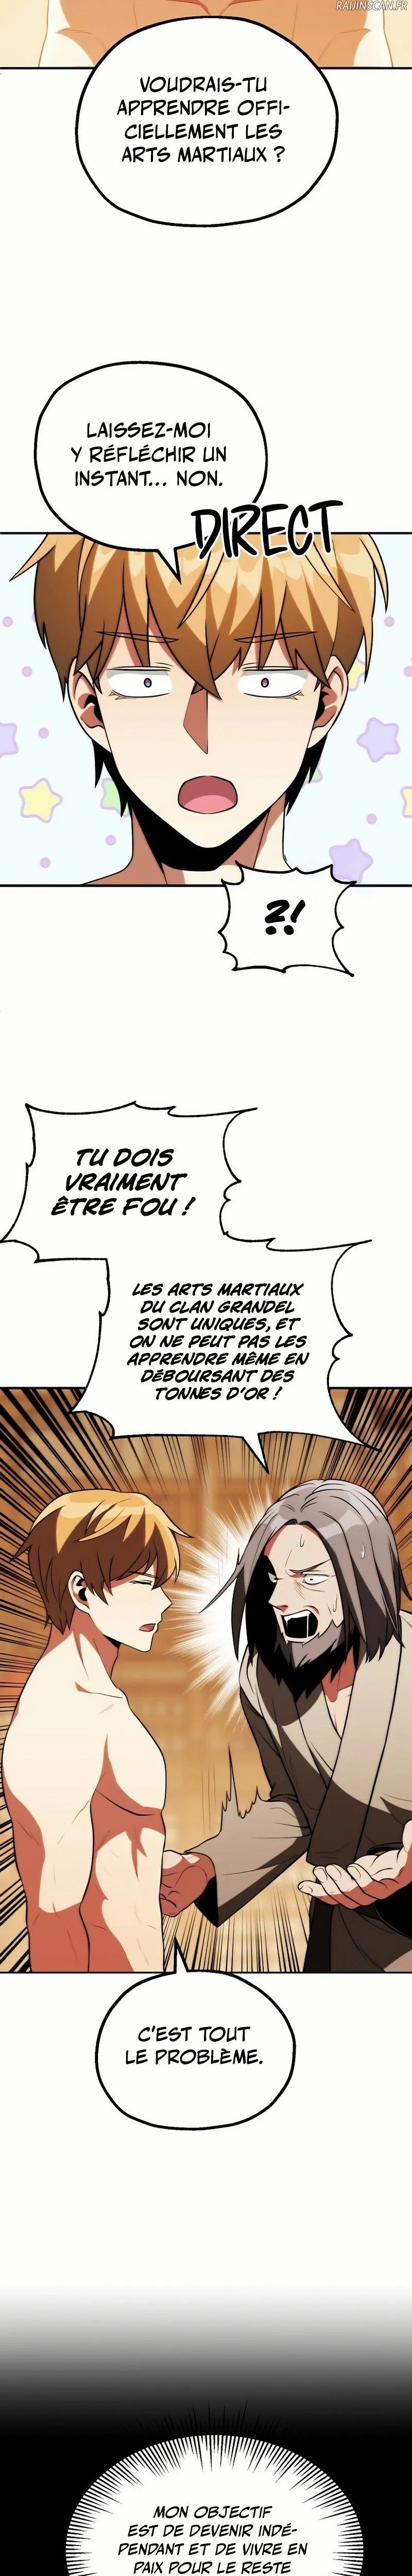 RAIJINSCAN.FR
VOUDRAIS-TU
APPRENDRE OFFI-
CIELLEMENT LES
ARTS MARTIAUX ?
LAISSEZ-MOI
Y RÉFLÉCHIR UN
INSTANT... NON.
DIRECT
?!
TU DOIS
VRAIMENT
ÊTRE FOU !
LES ARTS MARTIAUX
DU CLAN GRANDEL
SONT UNIQUES, ET
ON NE PEUT PAS LES
APPRENDRE MÊME EN
DÉBOURSANT DES
TONNES D'OR !
C'EST TOUT
LE PROBLÈME.
MON OBJECTIF
EST DE DEVENIR INDÉ-
PENDANT ET DE VIVRE EN
PAIX POUR LE RESTE